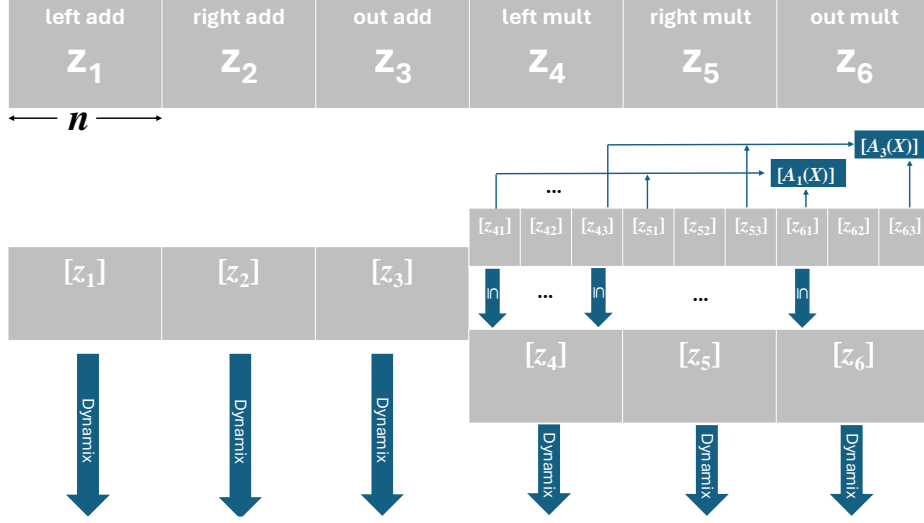 left add right add out add left mult right mult out mult
z₁ z₂ z₃ z₄ z₅ z₆
n
[A₃(X)]
[A₁(X)]
...
[z₄₁] [z₄₂] [z₄₃] [z₅₁] [z₅₂] [z₅₃] [z₆₁] [z₆₂] [z₆₃]
[z₁] [z₂] [z₃]
⊆ ... ⊆ ... ⊆
[z₄] [z₅] [z₆]
Dynamix Dynamix Dynamix Dynamix Dynamix Dynamix